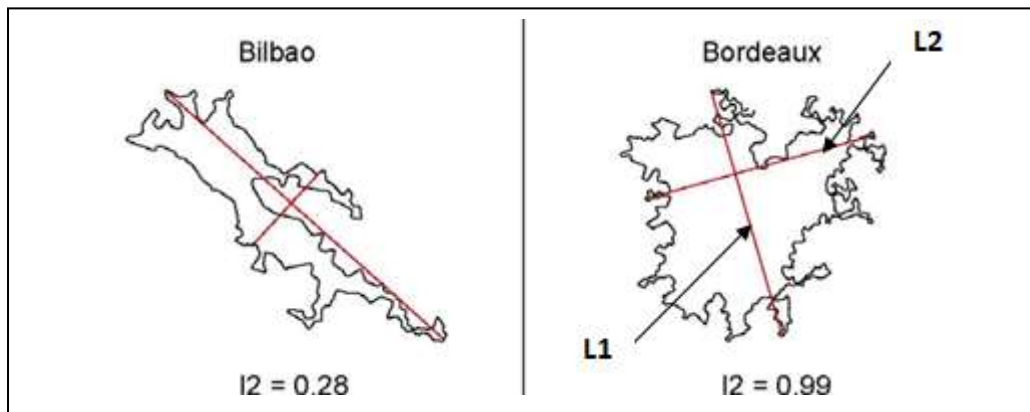 Bilbao
I2 = 0.28
Bordeaux
L2
L1
I2 = 0.99